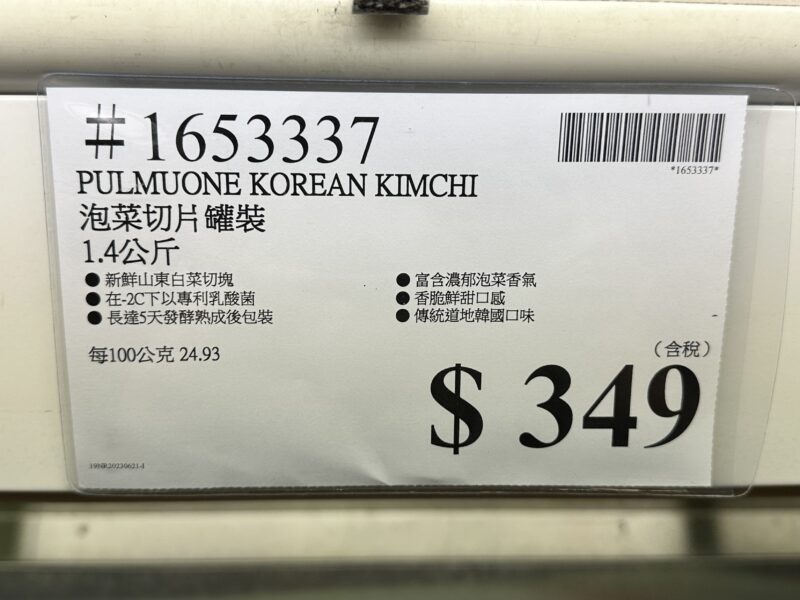 #1653337
*1653337*
PULMUONE KOREAN KIMCHI
泡菜切片罐裝
1.4公斤
● 新鮮山東白菜切塊
● 在-2C下以專利乳酸菌
● 長達5天發酵熟成後包裝
● 富含濃郁泡菜香氣
● 香脆鮮甜口感
● 傳統道地韓國口味
每100公克 24.93
(含稅)
$ 349